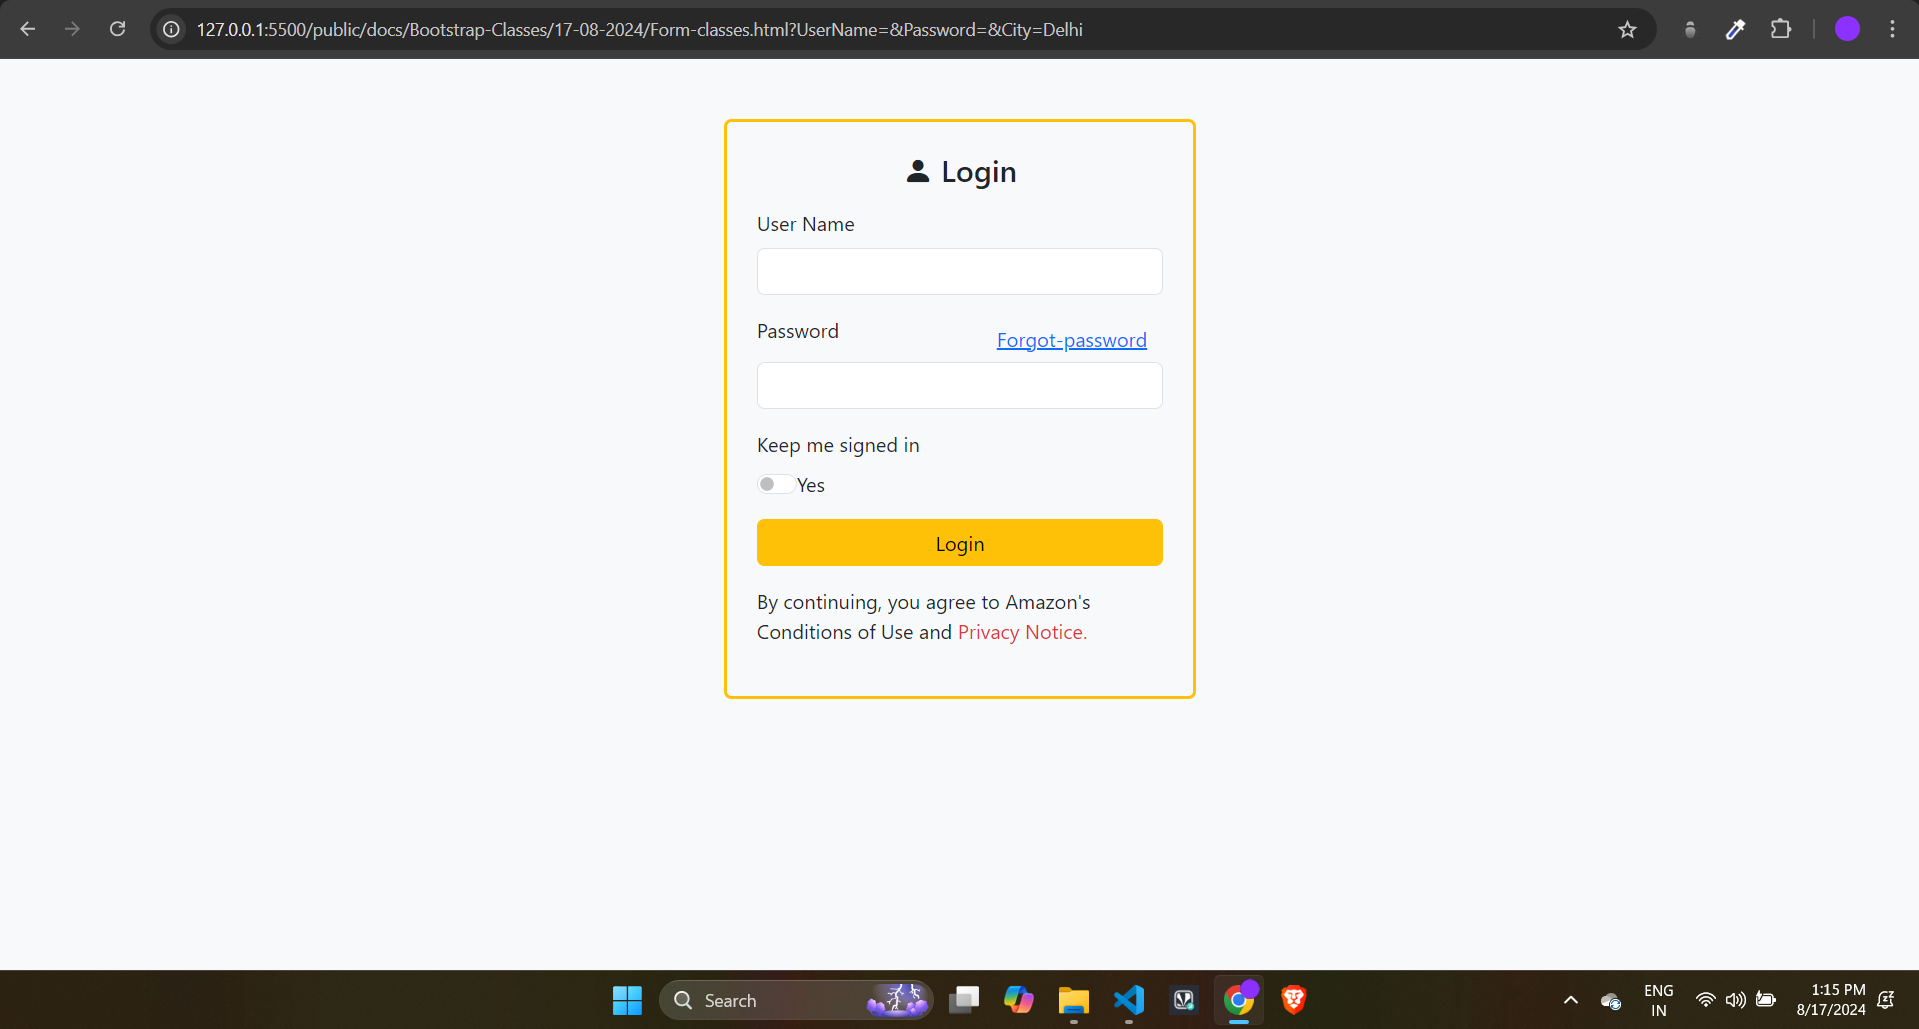 127.0.0.1:5500/public/docs/Bootstrap-Classes/17-08-2024/Form-classes.html?UserName=&Password=&City=Delhi
Login
User Name
Password
Forgot-password
Keep me signed in
Yes
Login
By continuing, you agree to Amazon's
Conditions of Use and Privacy Notice.
Search
ENG
IN
1:15 PM
8/17/2024